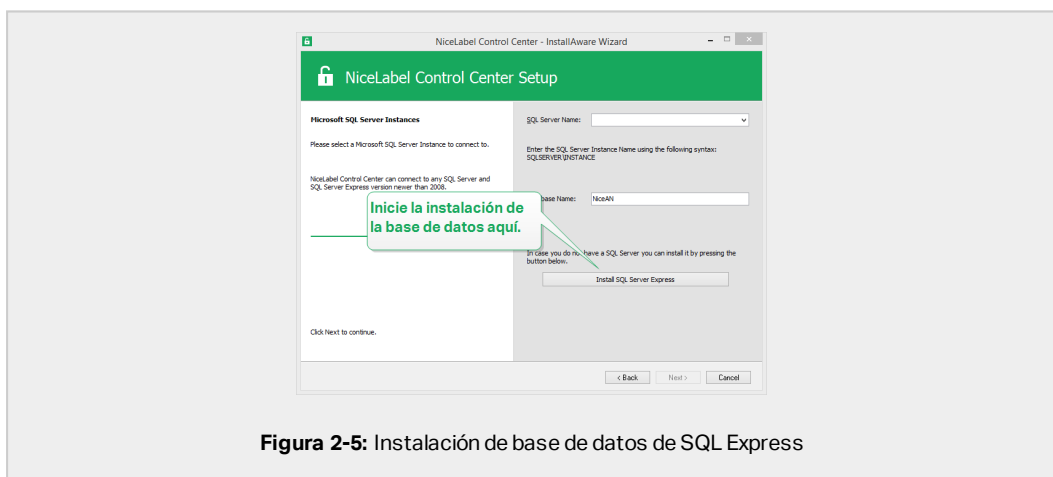 NiceLabel Control Center - InstallAware Wizard
NiceLabel Control Center Setup
Microsoft SQL Server Instances
Please select a Microsoft SQL Server Instance to connect to.
NiceLabel Control Center can connect to any SQL Server and
SQL Server Express version newer than 2008.
Inicie la instalación de
la base de datos aquí.
Click Next to continue.
SQL Server Name:
Enter the SQL Server Instance Name using the following syntax:
SQLSERVER\INSTANCE
base Name: NiceAN
In case you do not have a SQL Server you can install it by pressing the
button below.
Install SQL Server Express
< Back Next > Cancel
Figura 2-5: Instalación de base de datos de SQL Express